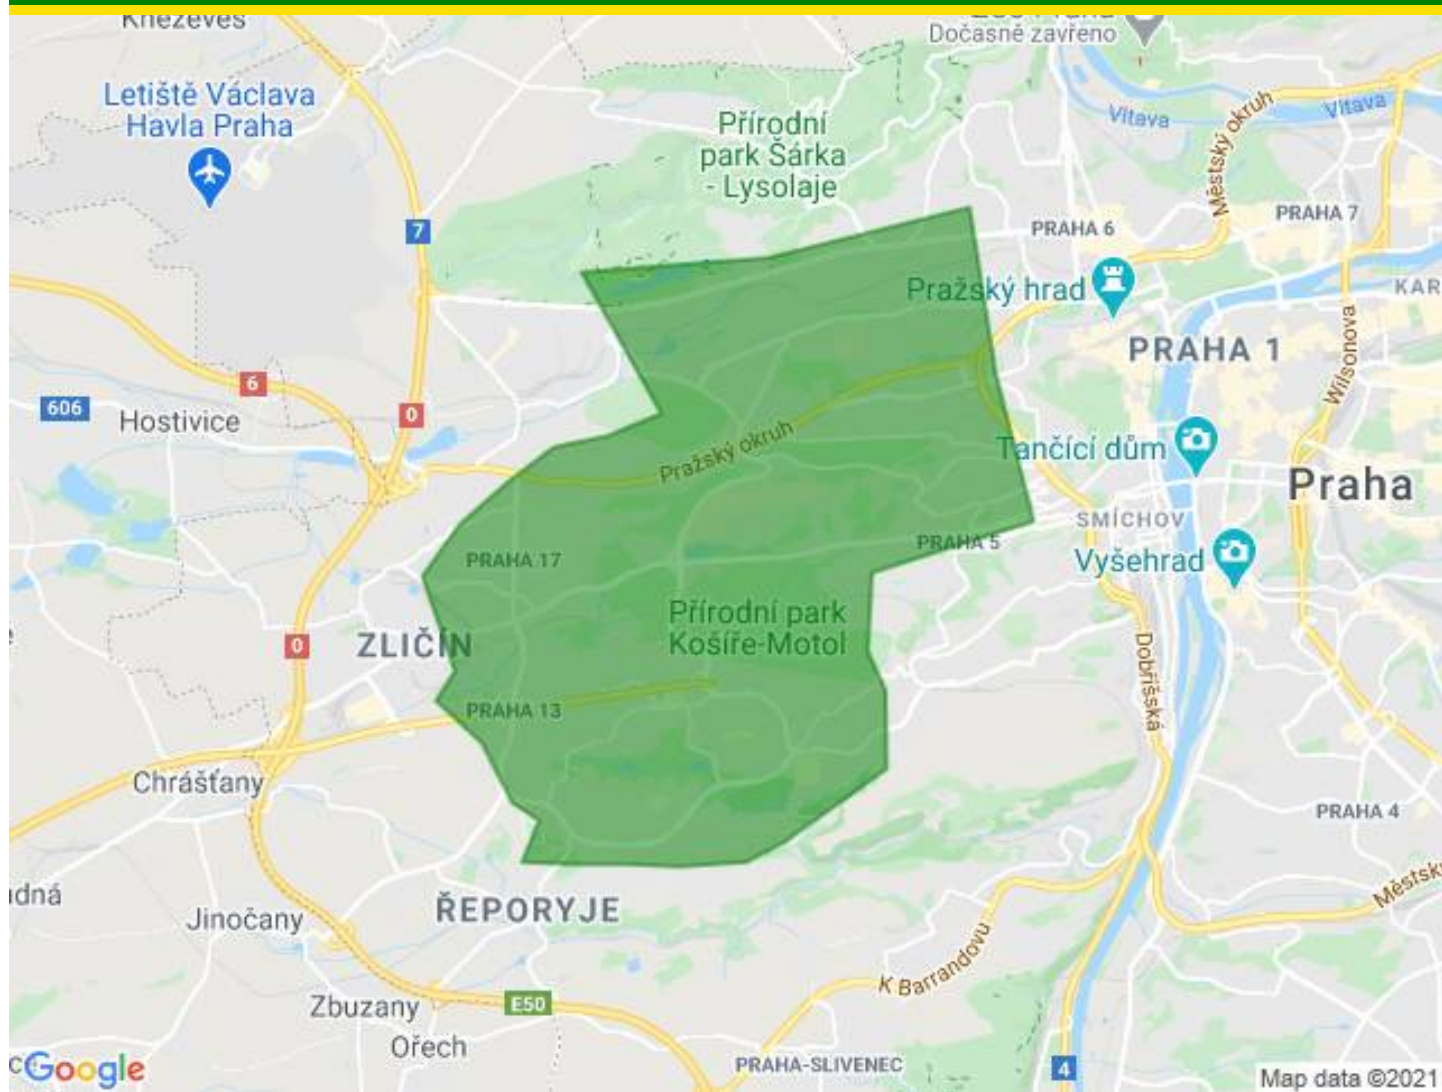 Kněževes
Dočasně zavřeno
Letiště Václava
Havla Praha
Přírodní
park Šárka
- Lysolaje
Vltava
Městský okruh
Vltava
7
PRAHA 6
PRAHA 7
Pražský hrad
KAR
6
606
0
Hostivice
PRAHA 1
Wilsonova
Pražský okruh
Tančící dům
Praha
SMÍCHOV
PRAHA 5
Vyšehrad
PRAHA 17
Přírodní park
Košíře-Motol
0
ZLIČÍN
Dobříšská
PRAHA 13
Chrášťany
PRAHA 4
udná
Jinočany
ŘEPORYJE
Městsk
K Barrandovu
Zbuzany
E50
Ořech
Google
PRAHA-SLIVENEC
4
Map data ©2021